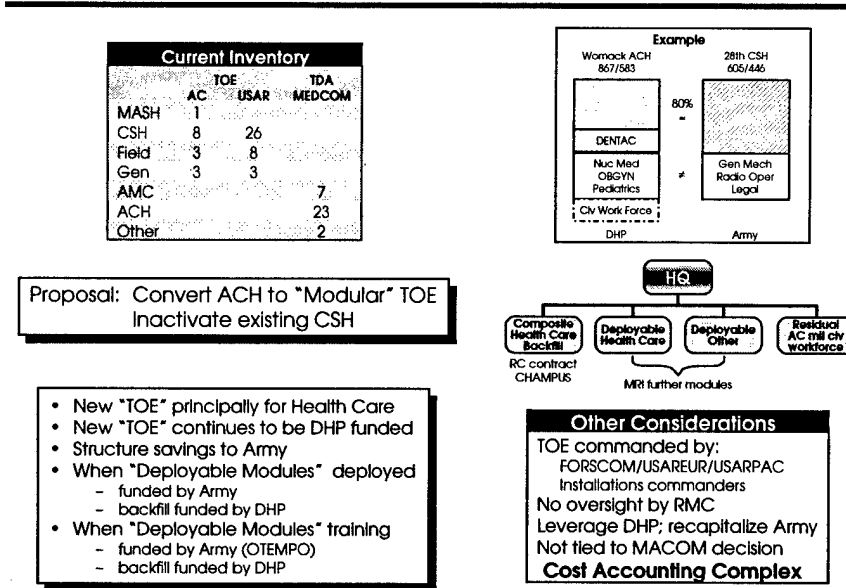 Current Inventory
TOE TDA
AC USAR MEDCOM
MASH 1
CSH 8 26
Field 3 8
Gen 3 3
AMC 7
ACH 23
Other 2
Example
Womack ACH 28th CSH
867/583 605/446
80%
=
DENTAC
Nuc Med
OBGYN
Pediatrics
≠
Gen Mech
Radio Oper
Legal
Civ Work Force
DHP Army
Proposal: Convert ACH to "Modular" TOE
Inactivate existing CSH
HQ
Composite
Health Care
Backfill
Deployable
Health Care
Deployable
Other
Residual
AC mil civ
workforce
RC contract
CHAMPUS
MRI further modules
• New "TOE" principally for Health Care
• New "TOE" continues to be DHP funded
• Structure savings to Army
• When "Deployable Modules" deployed
- funded by Army
- backfill funded by DHP
• When "Deployable Modules" training
- funded by Army (OTEMPO)
- backfill funded by DHP
Other Considerations
TOE commanded by:
FORSCOM/USAREUR/USARPAC
Installations commanders
No oversight by RMC
Leverage DHP; recapitalize Army
Not tied to MACOM decision
Cost Accounting Complex